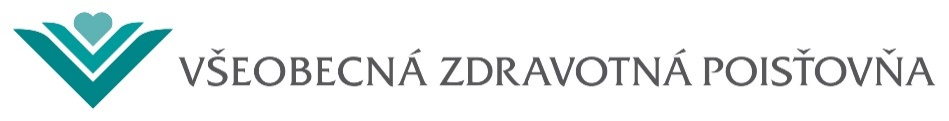 VŠEOBECNÁ ZDRAVOTNÁ POISŤOVŇA